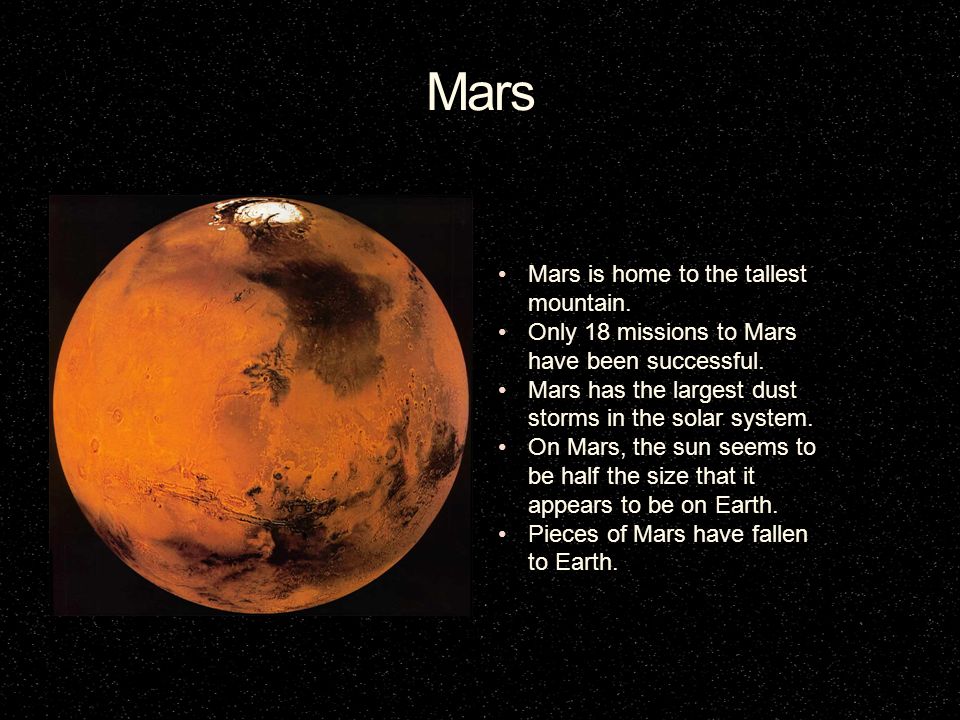 Mars
• Mars is home to the tallest
mountain.
• Only 18 missions to Mars
have been successful.
• Mars has the largest dust
storms in the solar system.
• On Mars, the sun seems to
be half the size that it
appears to be on Earth.
• Pieces of Mars have fallen
to Earth.